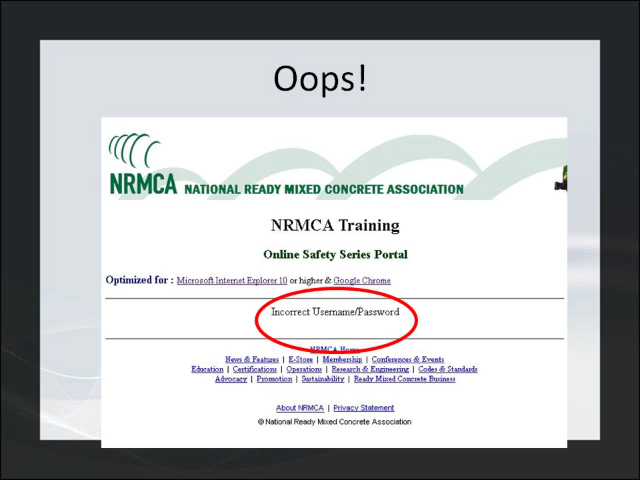 Oops!
NRMCA NATIONAL READY MIXED CONCRETE ASSOCIATION
NRMCA Training
Online Safety Series Portal
Optimized for : Microsoft Internet Explorer 10 or higher & Google Chrome
Incorrect Username/Password
NRMCA Home
News & Features | E-Store | Membership | Conferences & Events
Education | Certifications | Operations | Research & Engineering | Codes & Standards
Advocacy | Promotion | Sustainability | Ready Mixed Concrete Business
About NRMCA | Privacy Statement
© National Ready Mixed Concrete Association